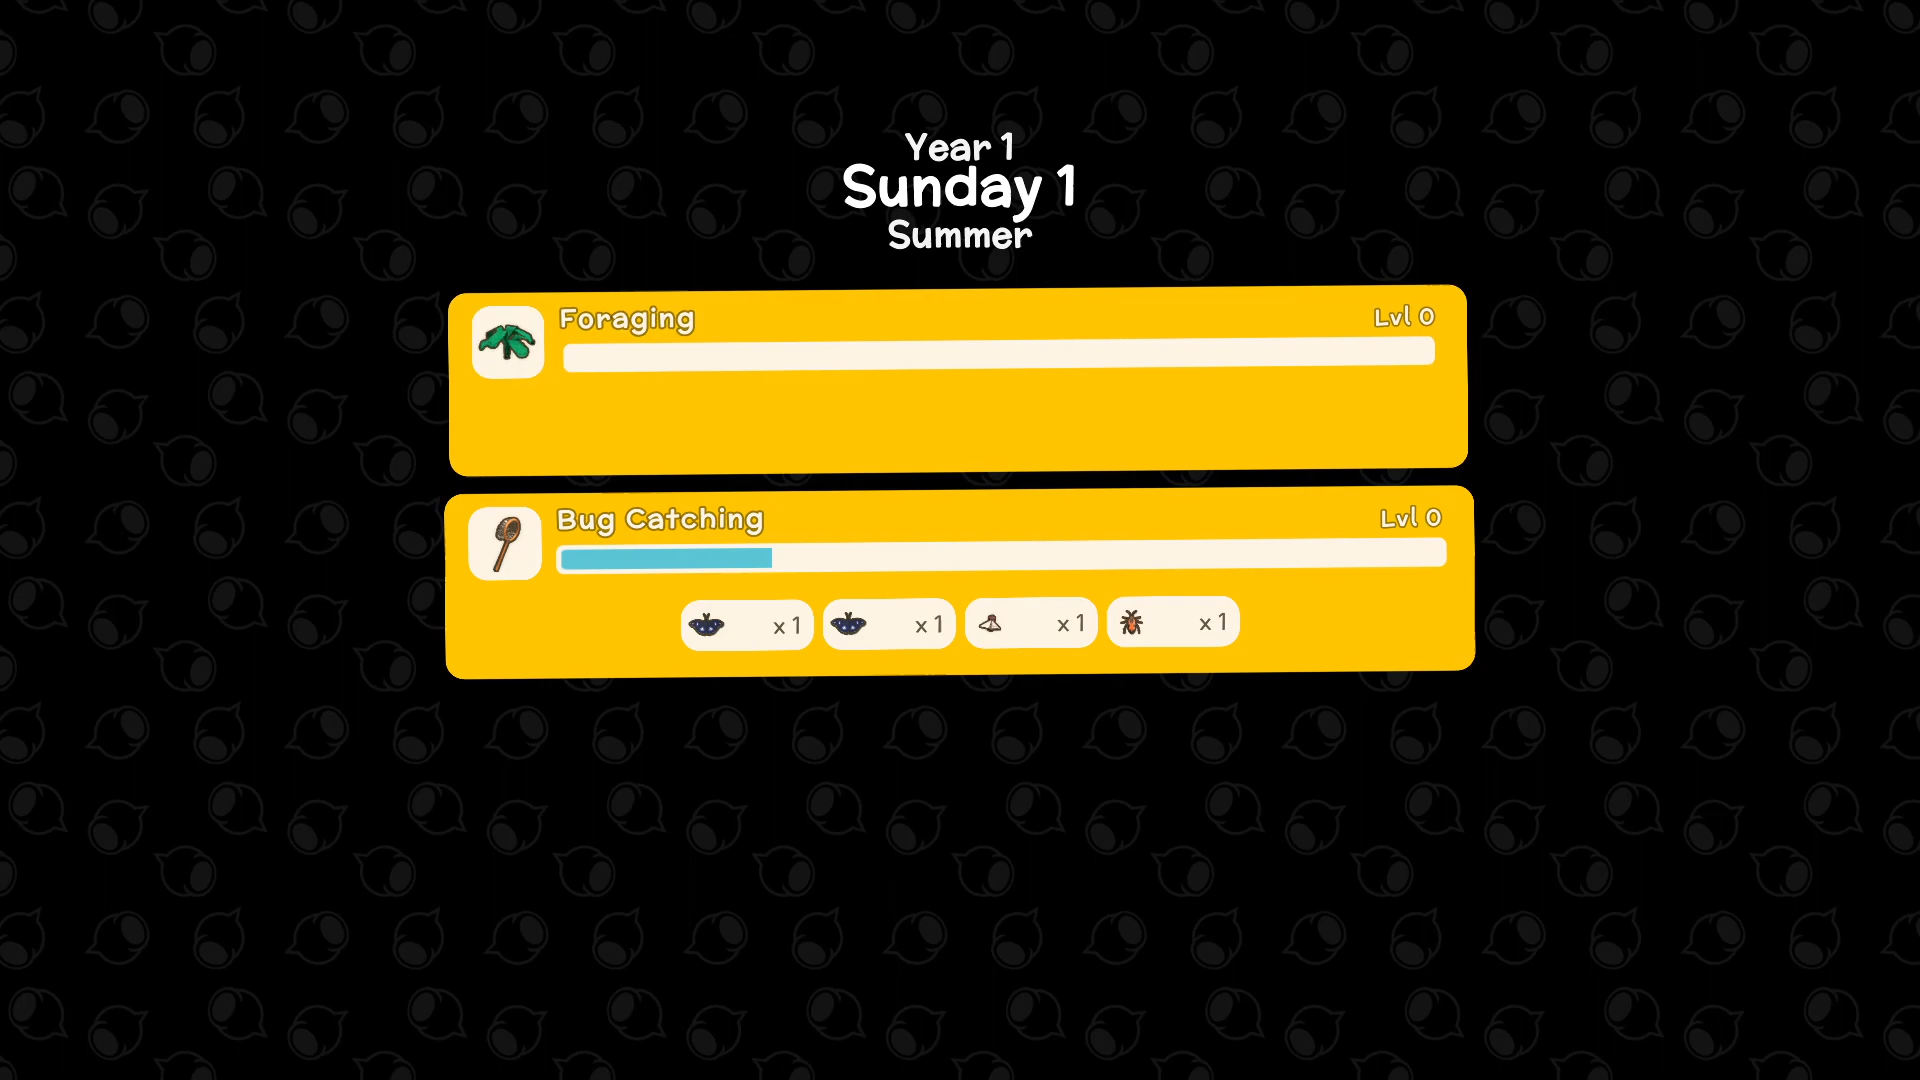 Year 1
Sunday 1
Summer
Foraging
Lvl 0
Bug Catching
Lvl 0
x 1
x 1
x 1
x 1